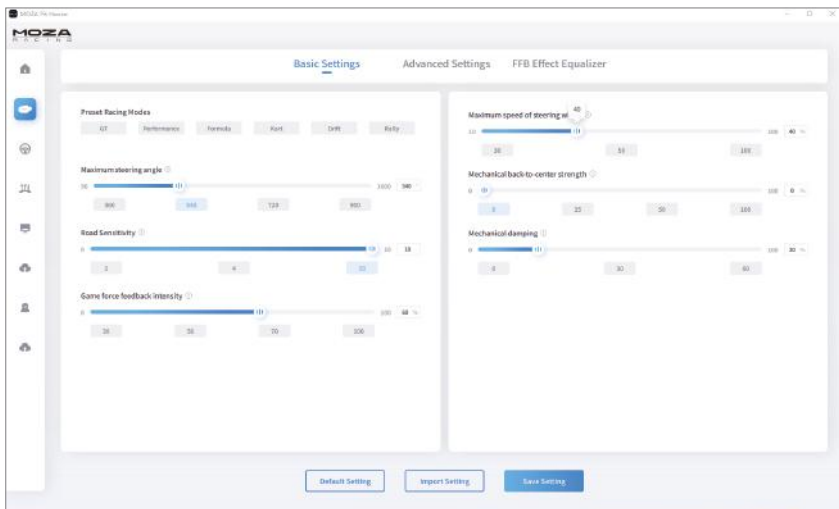 MOZA Pit House
MOZA
RACING
Basic Settings Advanced Settings FFB Effect Equalizer
Preset Racing Modes
GT Performance Formula Kart Drift Rally
Maximum steering angle
90 2000 540 °
360 540 720 900
Road Sensitivity
0 10 10
2 6 10
Game force feedback intensity
0 100 60 %
30 50 70 100
Maximum speed of steering w
40
10 100 40 %
30 50 100
Mechanical back-to-center strength
0 100 0 %
0 25 50 100
Mechanical damping
0 100 30 %
0 30 60
Default Setting Import Setting Save Setting